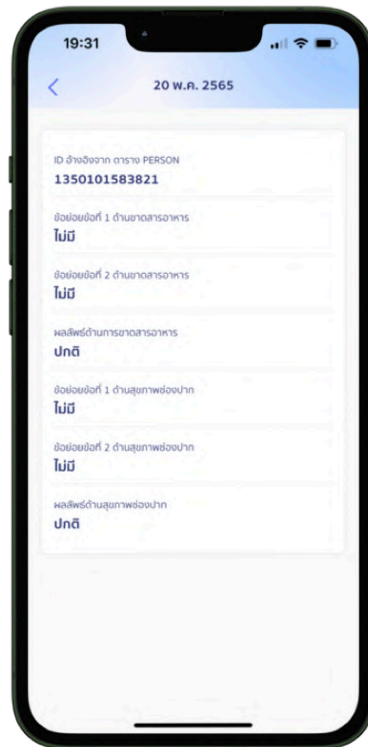 19:31
20 พ.ค. 2565
ID อ้างอิงจาก ตาราง PERSON
1350101583821
ข้อย่อยข้อที่ 1 ด้านขาดสารอาหาร
ไม่มี
ข้อย่อยข้อที่ 2 ด้านขาดสารอาหาร
ไม่มี
ผลลัพธ์ด้านการขาดสารอาหาร
ปกติ
ข้อย่อยข้อที่ 1 ด้านสุขภาพช่องปาก
ไม่มี
ข้อย่อยข้อที่ 2 ด้านสุขภาพช่องปาก
ไม่มี
ผลลัพธ์ด้านสุขภาพช่องปาก
ปกติ